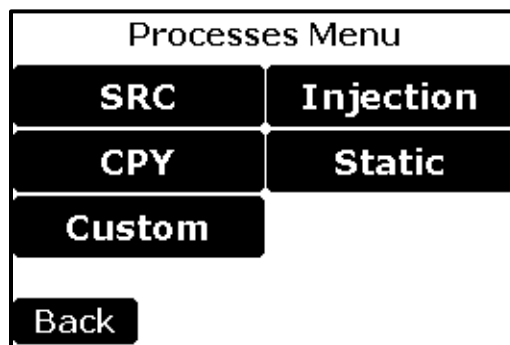 Processes Menu
SRC Injection
CPY Static
Custom
Back